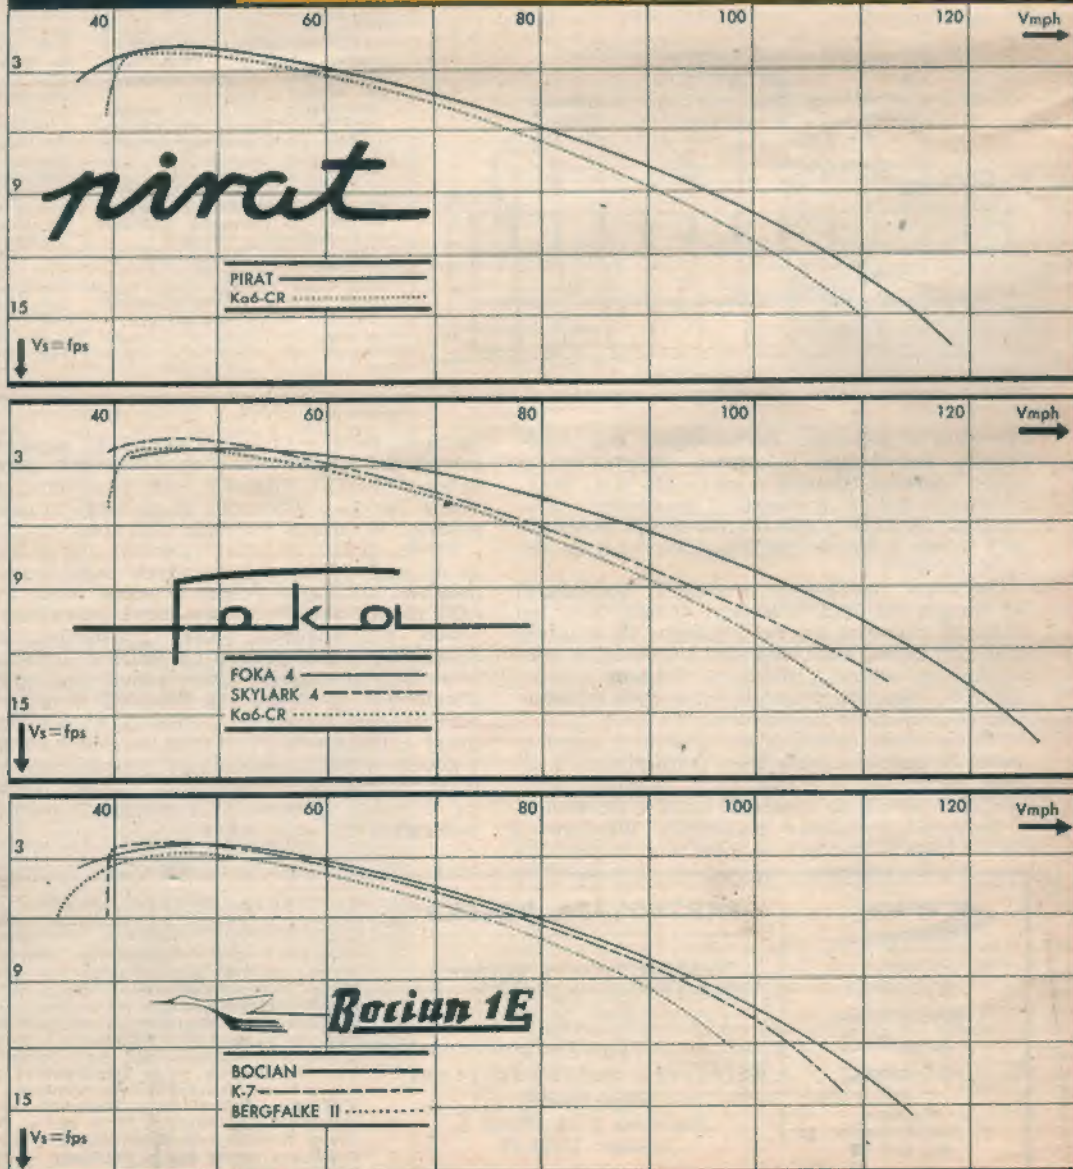 40 60 80 100 120 Vmph
3
9
pirat
PIRAT
Ka6-CR
15
Vs=fps
40 60 80 100 120 Vmph
3
9
Foka
FOKA 4
SKYLARK 4
Ka6-CR
15
Vs=fps
40 60 80 100 120 Vmph
3
9
Bocian 1E
BOCIAN
K-7
BERGFALKE II
15
Vs=fps